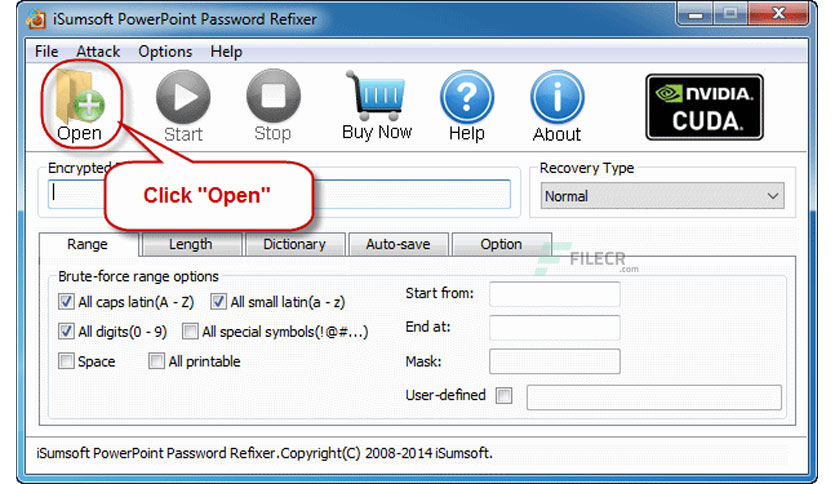 iSumsoft PowerPoint Password Refixer
File Attack Options Help
Open Start Stop Buy Now Help About
NVIDIA.
CUDA.
Click "Open"
Encrypted
Recovery Type
Normal
Range Length Dictionary Auto-save Option
FILECR
.com
Brute-force range options
All caps latin(A - Z) All small latin(a - z)
All digits(0 - 9) All special symbols(!@#...)
Space All printable
Start from:
End at:
Mask:
User-defined
iSumsoft PowerPoint Password Refixer.Copyright(C) 2008-2014 iSumsoft.